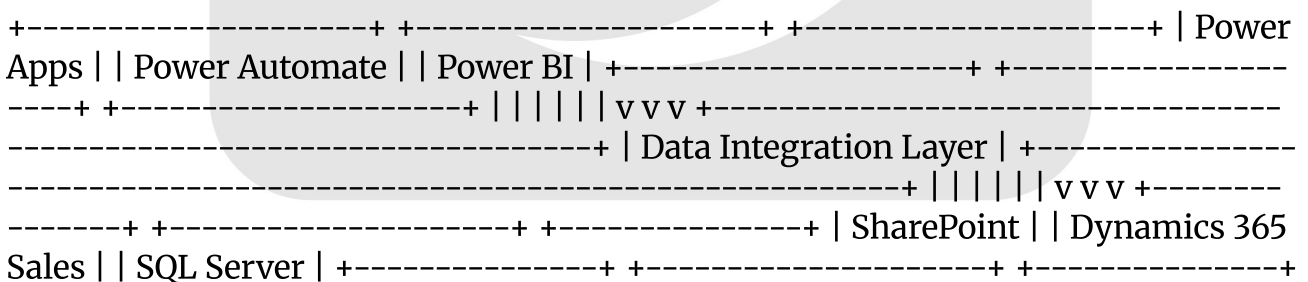 +---------------------+ +---------------------+ +---------------------+ | Power
Apps | | Power Automate | | Power BI | +---------------------+ +----------------
----+ +---------------------+ | | | | | | v v v +----------------------------------
-----------------------------------+ | Data Integration Layer | +----------------
-----------------------------------------------------+ | | | | | | v v v +--------
-------+ +---------------------+ +---------------+ | SharePoint | | Dynamics 365
Sales | | SQL Server | +---------------+ +---------------------+ +---------------+